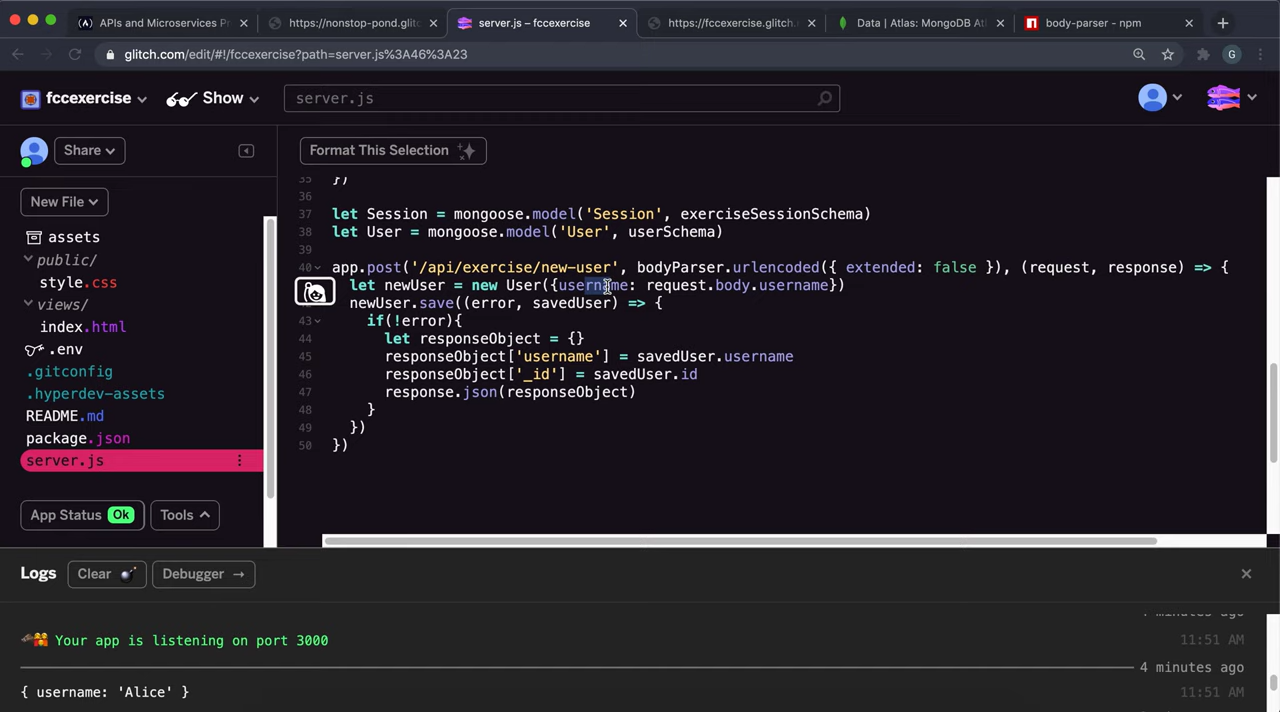 APIs and Microservices P
https://nonstop-pond.glitc
server.js – fccexercise
https://fccexercise.glitch.
Data | Atlas: MongoDB At
body-parser - npm
glitch.com/edit/#!/fccexercise?path=server.js%3A46%3A23
G
fccexercise
Show
server.js
Share
Format This Selection
New File
assets
public/
style.css
views/
index.html
.env
.gitconfig
.hyperdev-assets
README.md
package.json
server.js
App Status Ok
Tools
35 })
36
37 let Session = mongoose.model('Session', exerciseSessionSchema)
38 let User = mongoose.model('User', userSchema)
39
40 app.post('/api/exercise/new-user', bodyParser.urlencoded({ extended: false }), (request, response) => {
let newUser = new User({username: request.body.username})
newUser.save((error, savedUser) => {
43 if(!error){
44 let responseObject = {}
45 responseObject['username'] = savedUser.username
46 responseObject['_id'] = savedUser.id
47 response.json(responseObject)
48 }
49 })
50 })
Logs
Clear
Debugger →
minutes ago
Your app is listening on port 3000
11:51 AM
4 minutes ago
{ username: 'Alice' }
11:51 AM